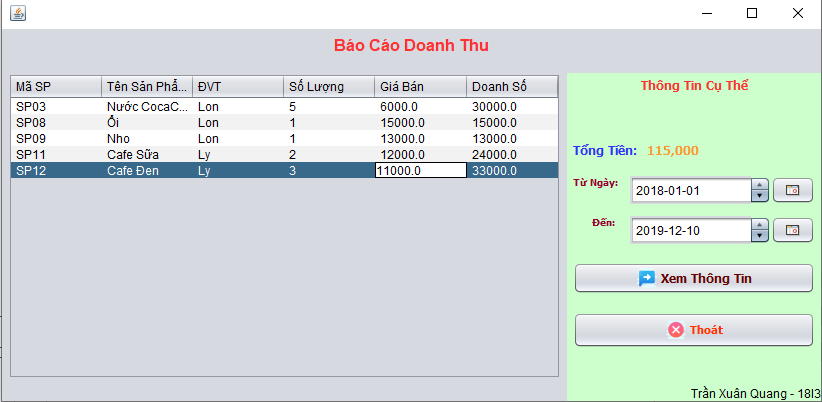 Báo Cáo Doanh Thu
Mã SP Tên Sản Phẩ... ĐVT Số Lượng Giá Bán Doanh Số
SP03 Nước CocaC... Lon 5 6000.0 30000.0
SP08 Ổi Lon 1 15000.0 15000.0
SP09 Nho Lon 1 13000.0 13000.0
SP11 Cafe Sữa Ly 2 12000.0 24000.0
SP12 Cafe Đen Ly 3 11000.0 33000.0
Thông Tin Cụ Thể
Tổng Tiền: 115,000
Từ Ngày: 2018-01-01
Đến: 2019-12-10
Xem Thông Tin
Thoát
Trần Xuân Quang - 18I3